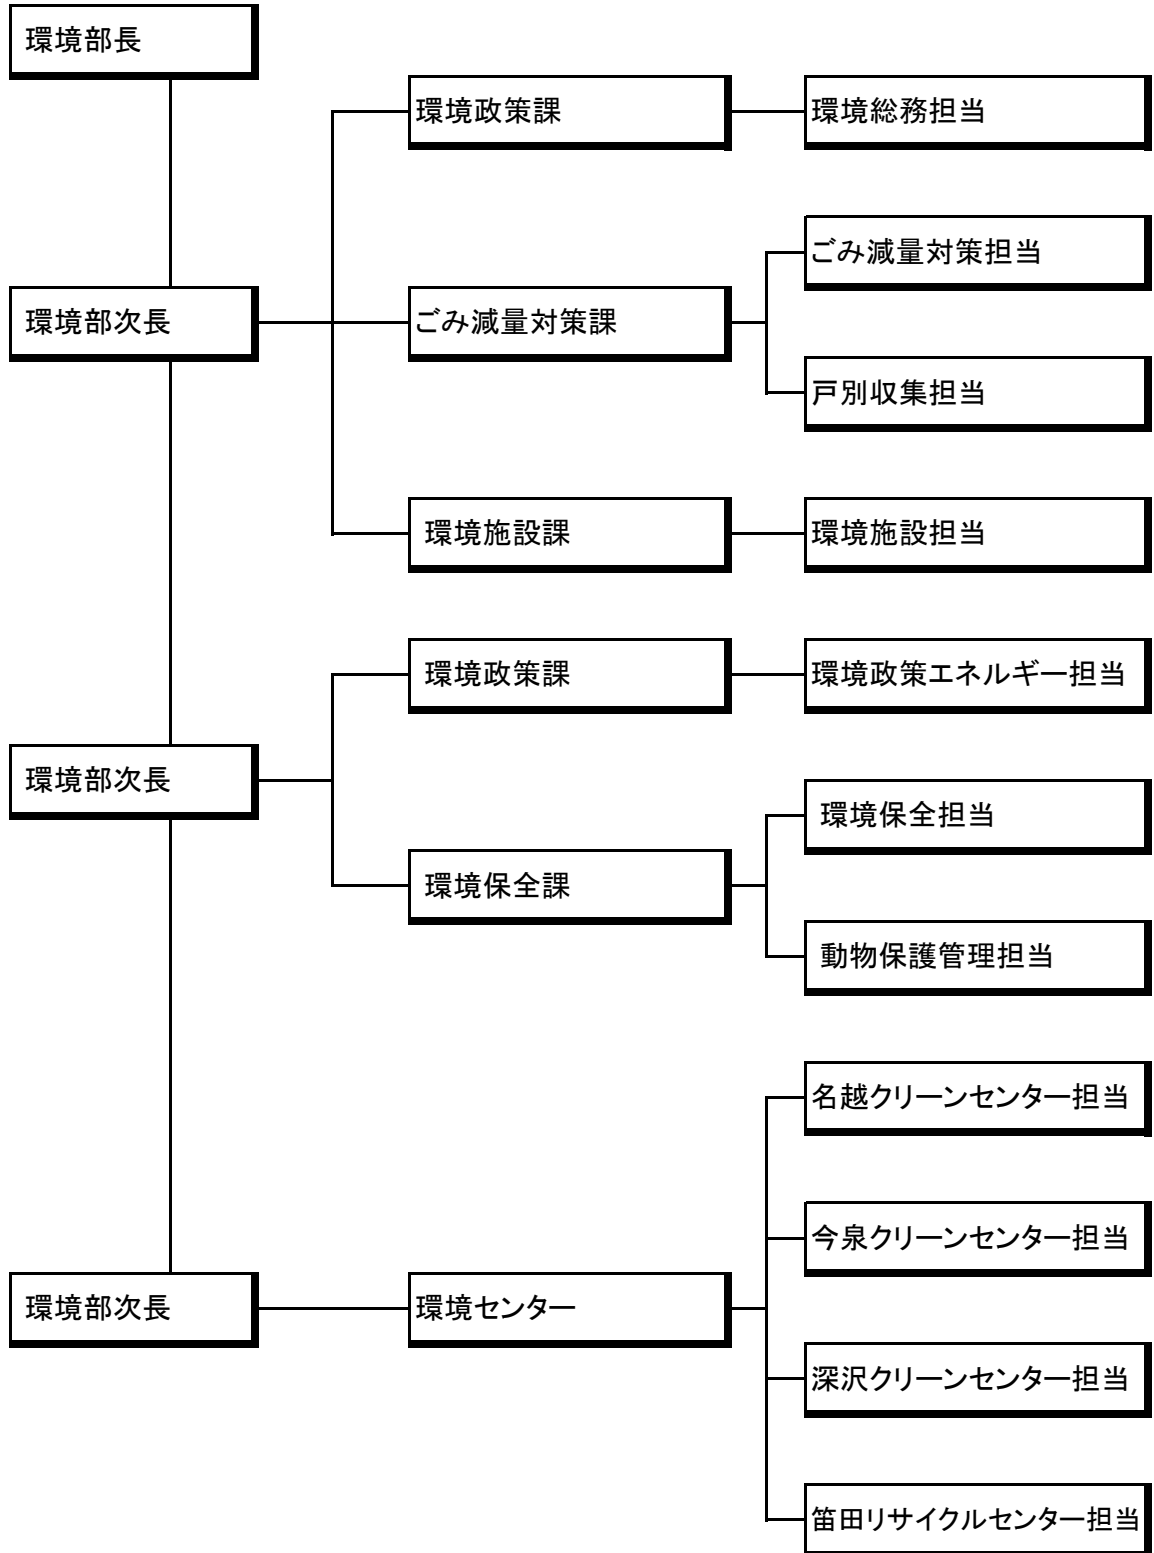 環境部長
環境政策課
環境総務担当
ごみ減量対策担当
環境部次長
ごみ減量対策課
戸別収集担当
環境施設課
環境施設担当
環境政策課
環境政策エネルギー担当
環境部次長
環境保全担当
環境保全課
動物保護管理担当
名越クリーンセンター担当
今泉クリーンセンター担当
環境部次長
環境センター
深沢クリーンセンター担当
笛田リサイクルセンター担当